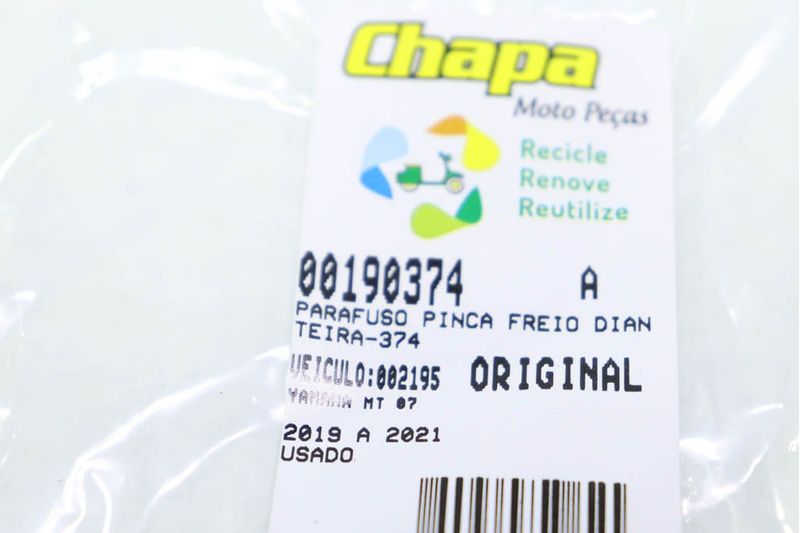 Chapa
Moto Peças
Recicle
Renove
Reutilize
00190374 A
PARAFUSO PINCA FREIO DIAN
TEIRA-374
VEICULO:002195 ORIGINAL
YAMAHA MT 07
2019 A 2021
USADO